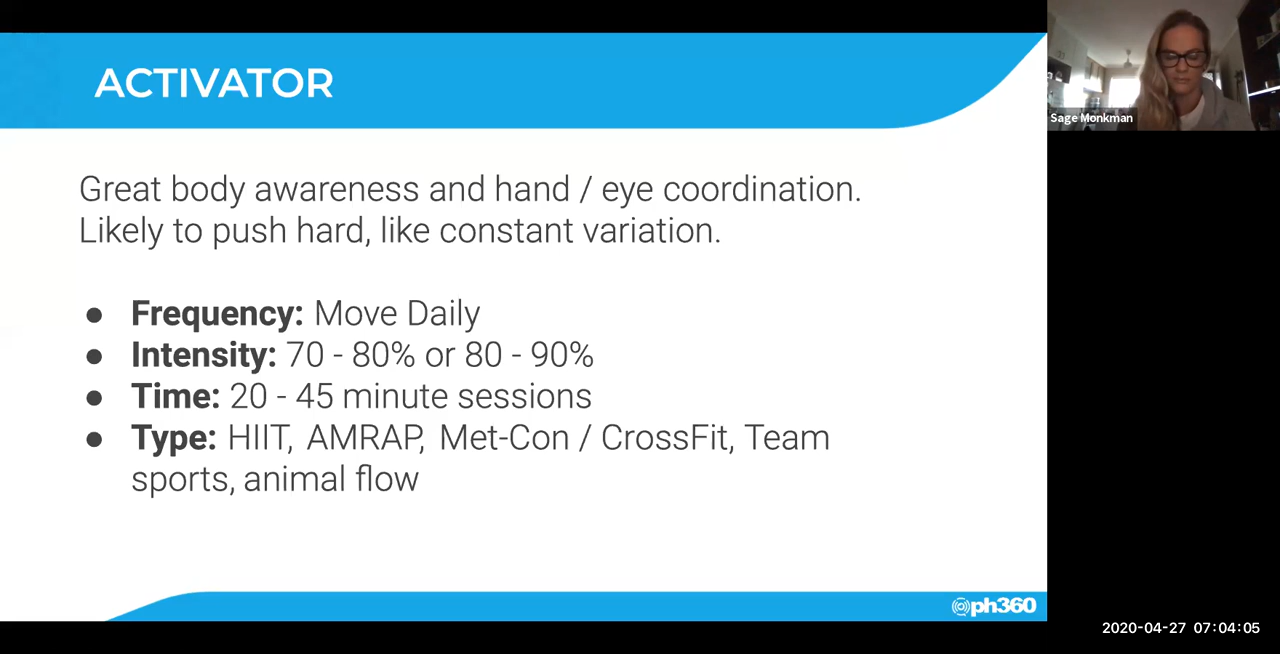 ACTIVATOR
Sage Monkman
Great body awareness and hand / eye coordination.
Likely to push hard, like constant variation.
● Frequency: Move Daily
● Intensity: 70 - 80% or 80 - 90%
● Time: 20 - 45 minute sessions
● Type: HIIT, AMRAP, Met-Con / CrossFit, Team
sports, animal flow
ph360
2020-04-27 07:04:05